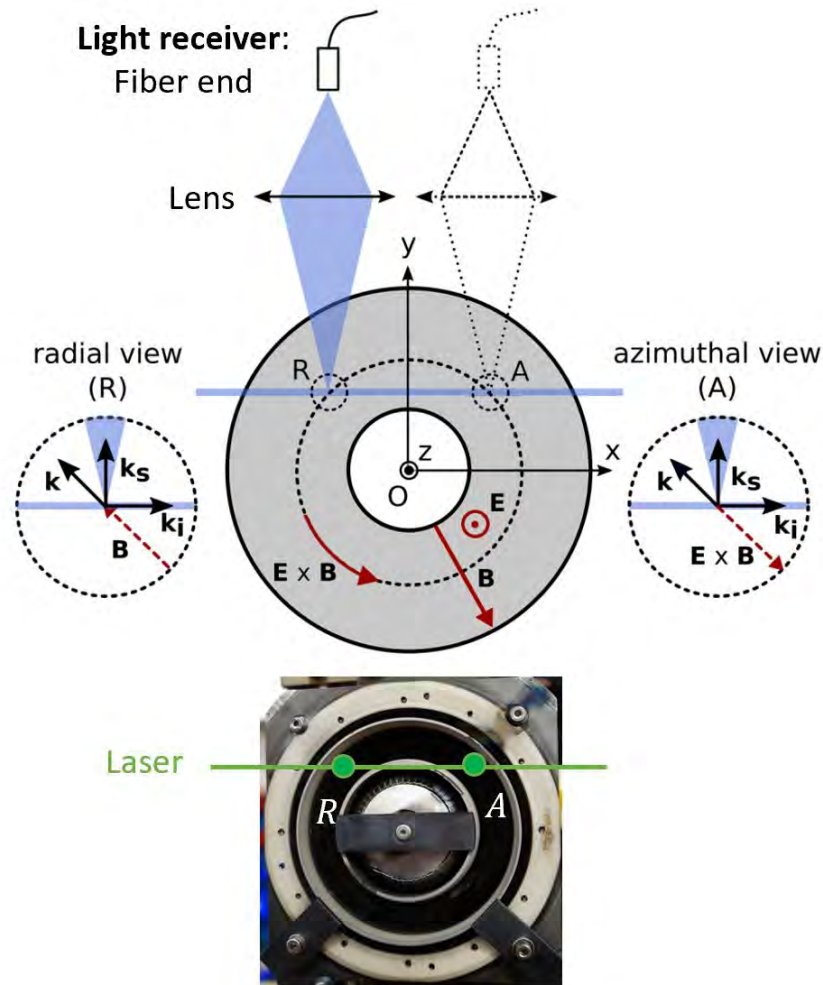 Light receiver:
Fiber end
Lens
y
radial view
(R)
azimuthal view
(A)
R
A
z
x
O
k
ks
ki
B
E
E x B
B
k
ks
ki
E x B
Laser
R
A